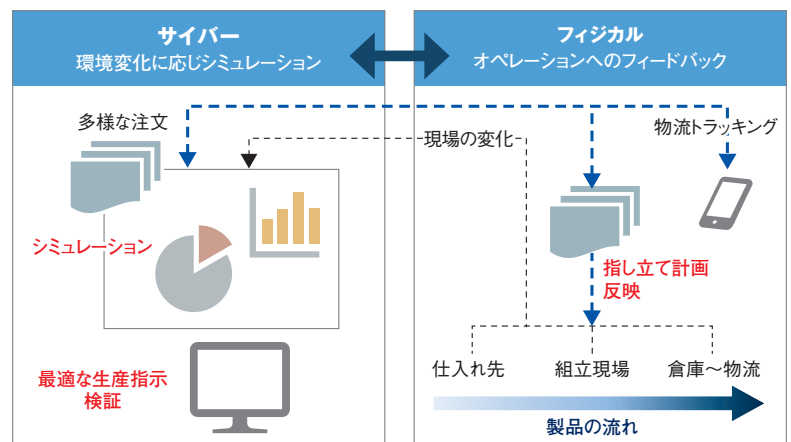 サイバー
環境変化に応じシミュレーション
フィジカル
オペレーションへのフィードバック
多様な注文
現場の変化
物流トラッキング
シミュレーション
指し立て計画
反映
最適な生産指示
検証
仕入れ先
組立現場
倉庫～物流
製品の流れ